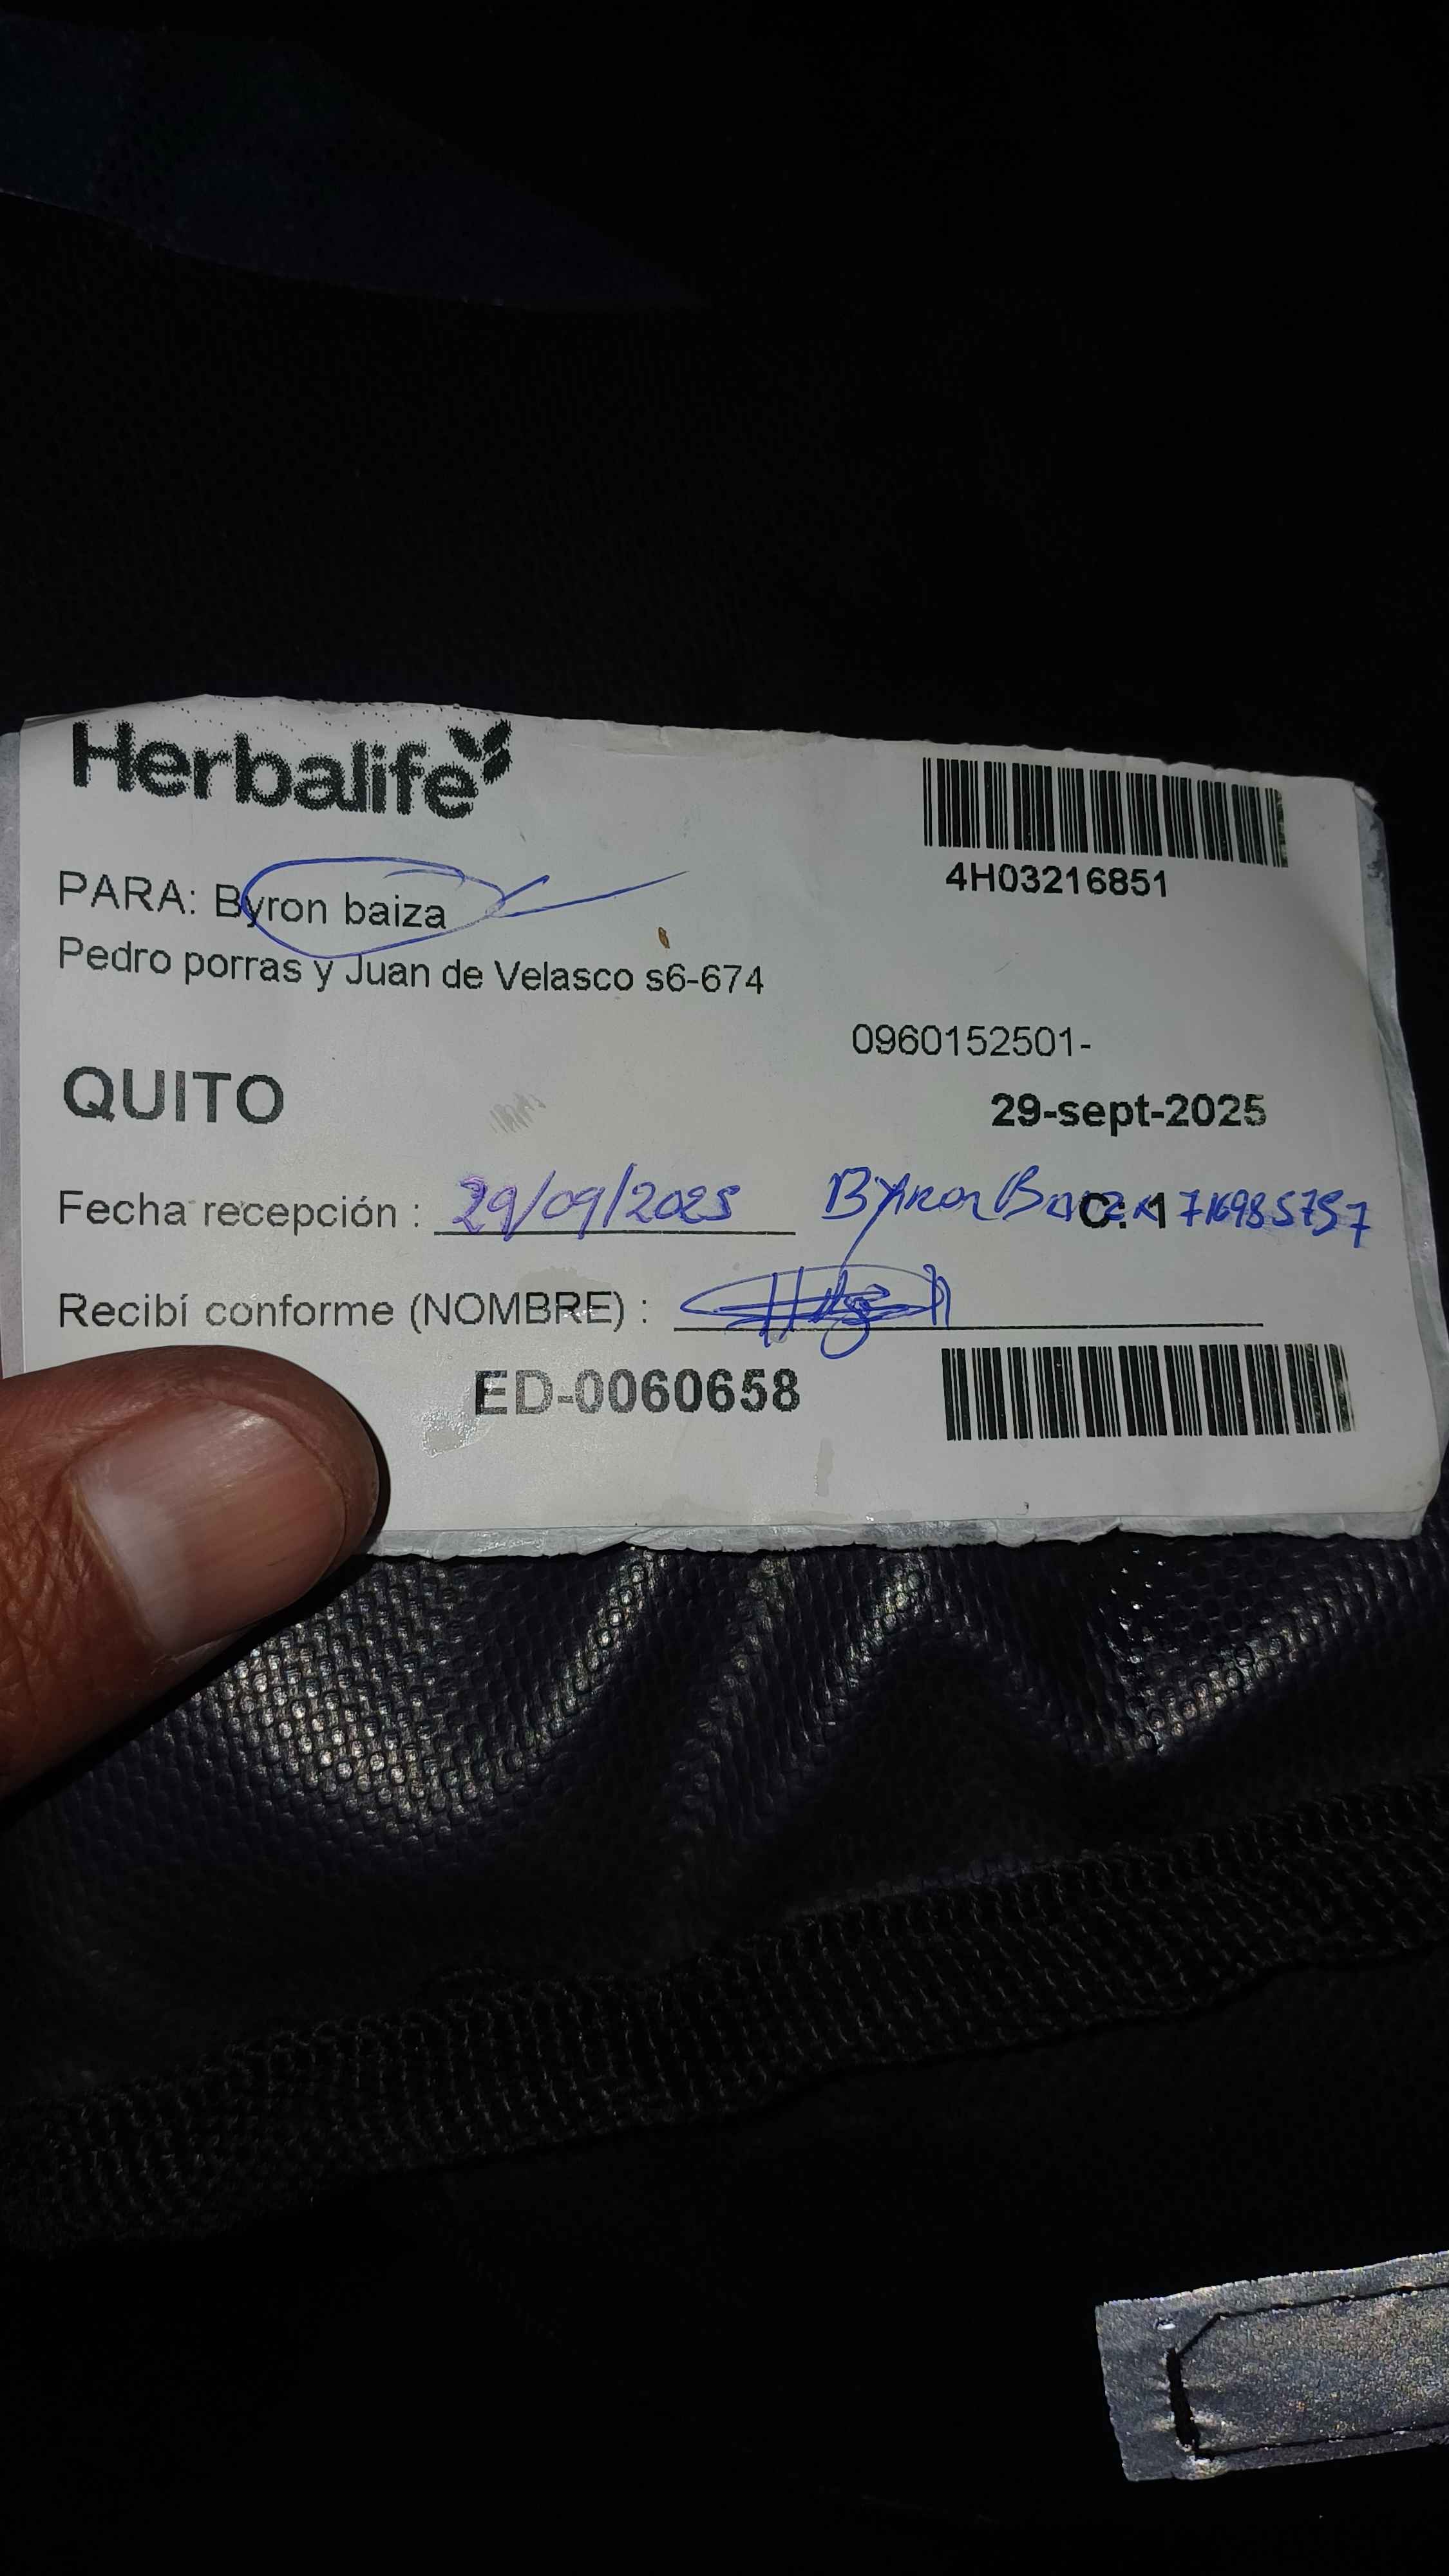 Herbalife
4H03216851
PARA: Byron baiza
Pedro porras y Juan de Velasco s6-674
0960152501-
QUITO
29-sept-2025
Fecha recepción : 29/09/2025 Byron Baiza C: 1
Recibí conforme (NOMBRE) :
ED-0060658